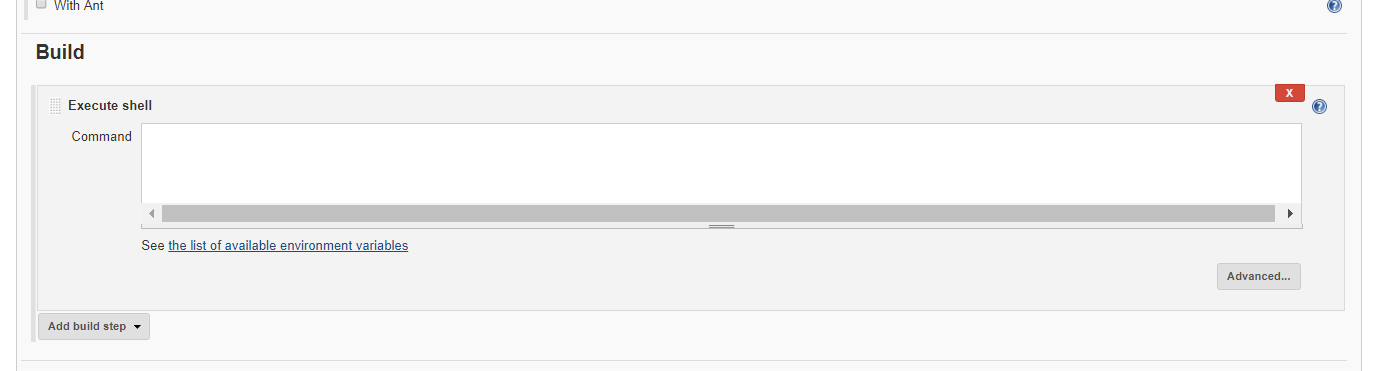 With Ant
Build
X
Execute shell
Command
See the list of available environment variables
Advanced...
Add build step